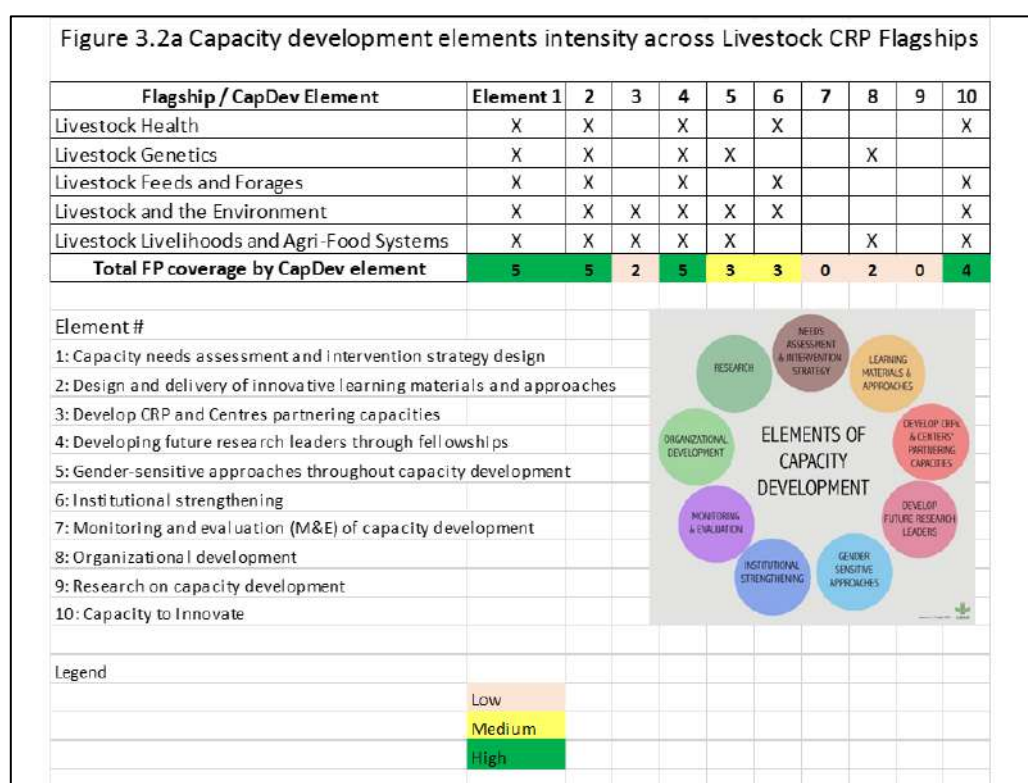 Figure 3.2a Capacity development elements intensity across Livestock CRP Flagships
Flagship / CapDev Element Element 1 2 3 4 5 6 7 8 9 10
Livestock Health X X X X X
Livestock Genetics X X X X X
Livestock Feeds and Forages X X X X X
Livestock and the Environment X X X X X X X
Livestock Livelihoods and Agri-Food Systems X X X X X X X
Total FP coverage by CapDev element 5 5 2 5 3 3 0 2 0 4
Element #
1: Capacity needs assessment and intervention strategy design
2: Design and delivery of innovative learning materials and approaches
3: Develop CRP and Centres partnering capacities
4: Developing future research leaders through fellowships
5: Gender-sensitive approaches throughout capacity development
6: Institutional strengthening
7: Monitoring and evaluation (M&E) of capacity development
8: Organizational development
9: Research on capacity development
10: Capacity to Innovate
NEEDS
ASSESSMENT
& INTERVENTION
STRATEGY
LEARNING
MATERIALS &
APPROACHES
DEVELOP CRPs
& CENTERS'
PARTNERING
CAPACITIES
DEVELOP
FUTURE RESEARCH
LEADERS
GENDER
SENSITIVE
APPROACHES
INSTITUTIONAL
STRENGTHENING
MONITORING
& EVALUATION
ORGANIZATIONAL
DEVELOPMENT
RESEARCH
ELEMENTS OF
CAPACITY
DEVELOPMENT
Legend
Low
Medium
High